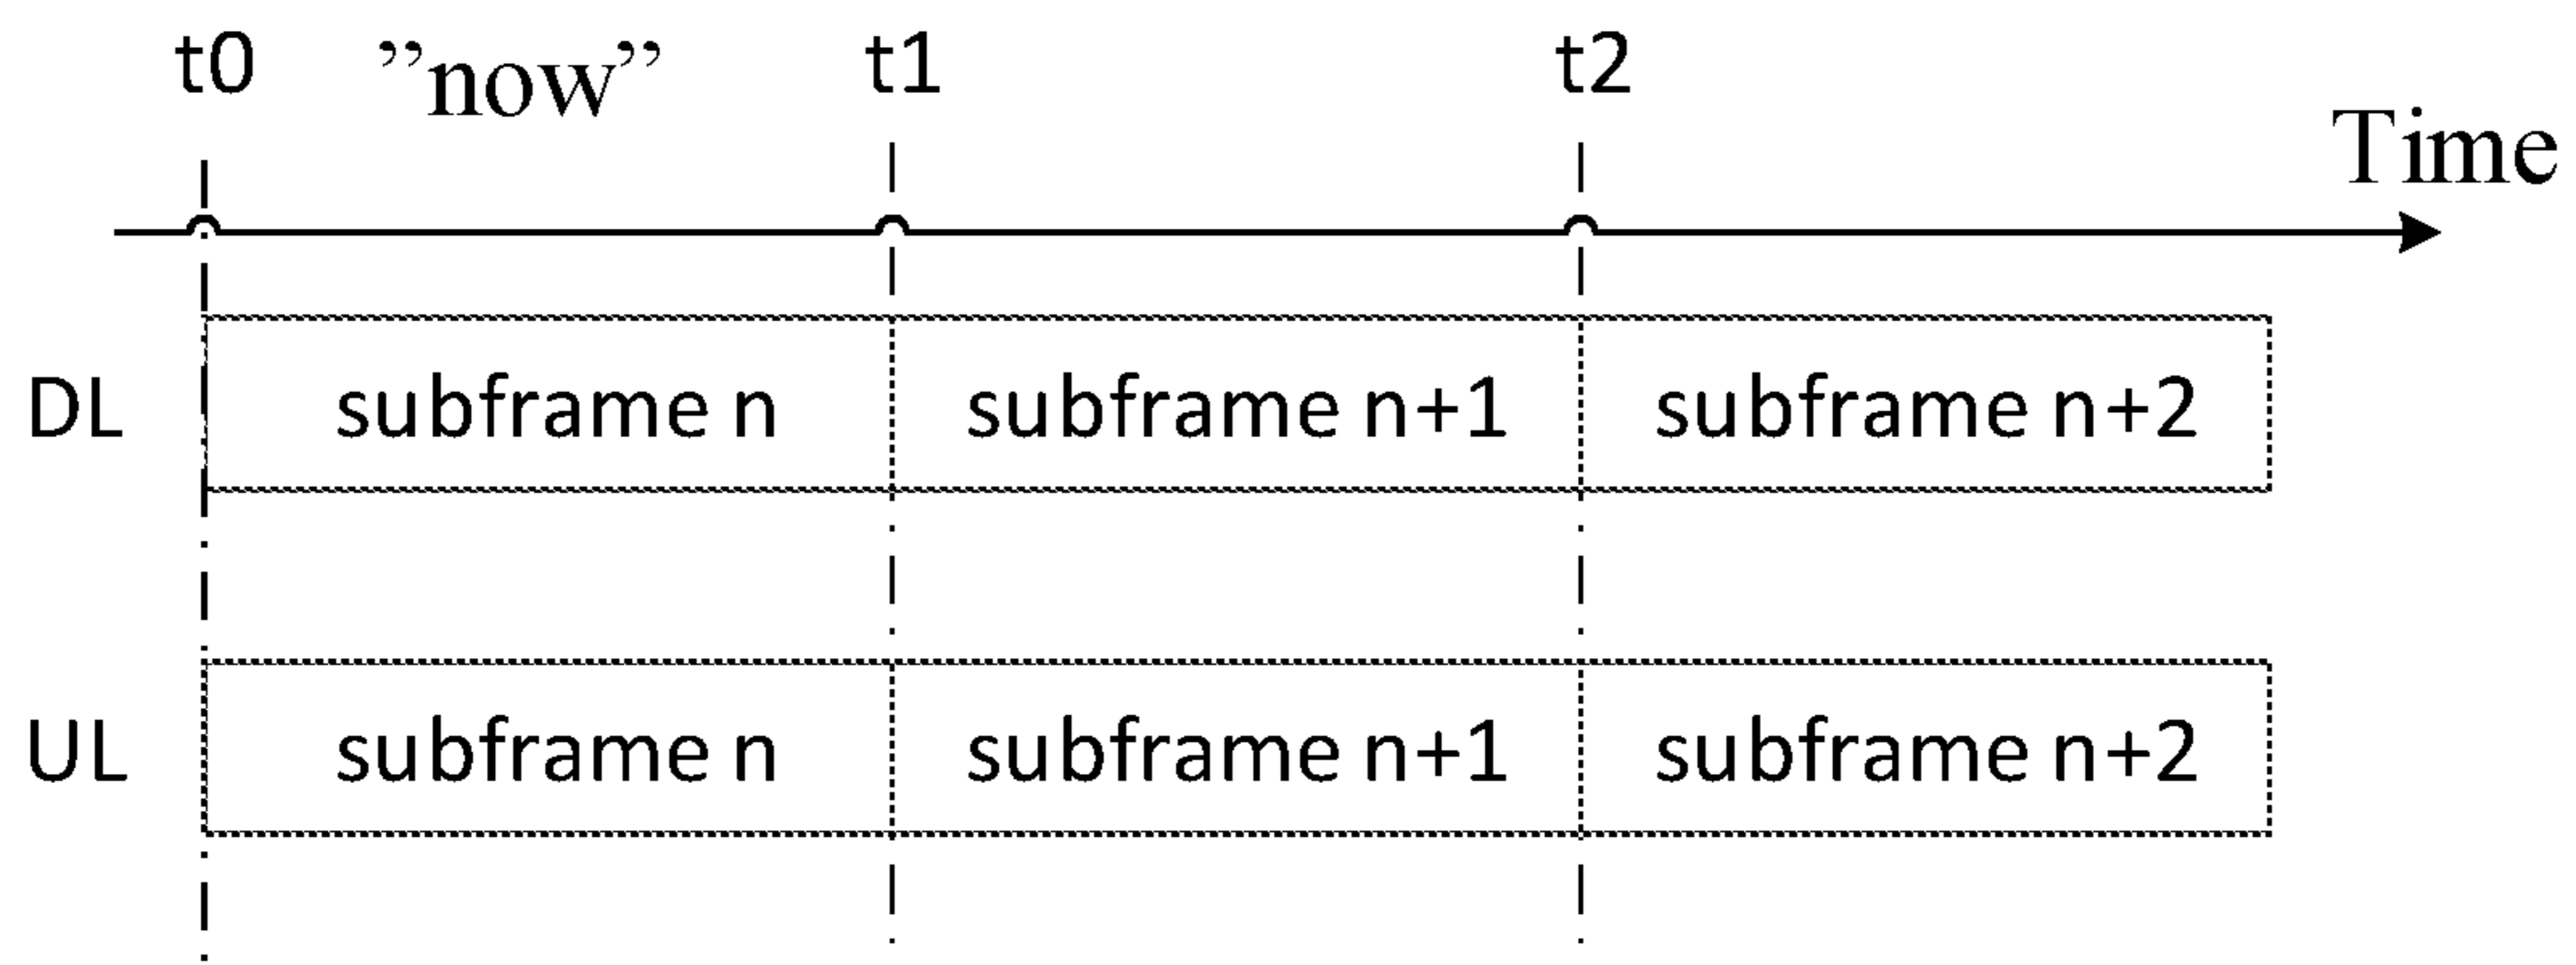 t0 ”now” t1 t2
Time
DL subframe n subframe n+1 subframe n+2
UL subframe n subframe n+1 subframe n+2